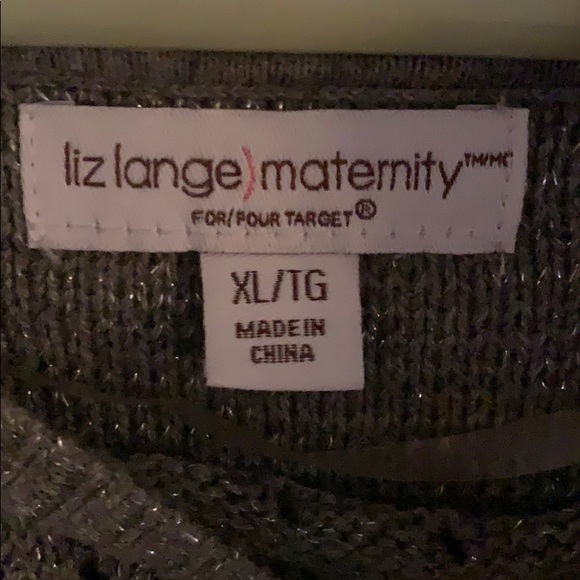 liz lange)maternity™/MC
FOR/POUR TARGET®
XL/TG
MADE IN
CHINA